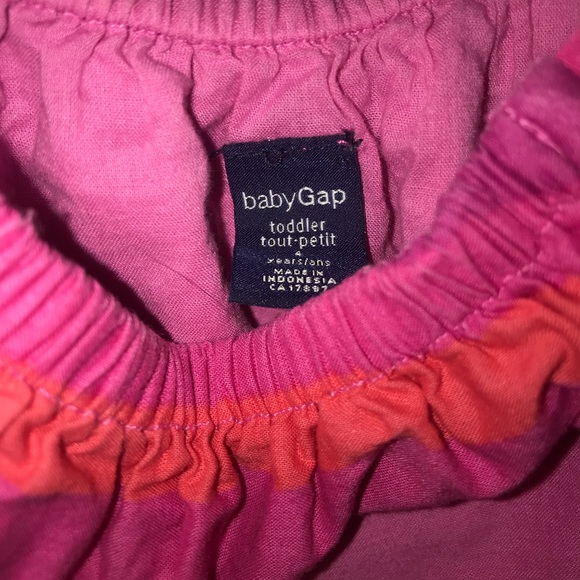 babyGap
toddler
tout-petit
4
years/ans
MADE IN
INDONESIA
CA17897